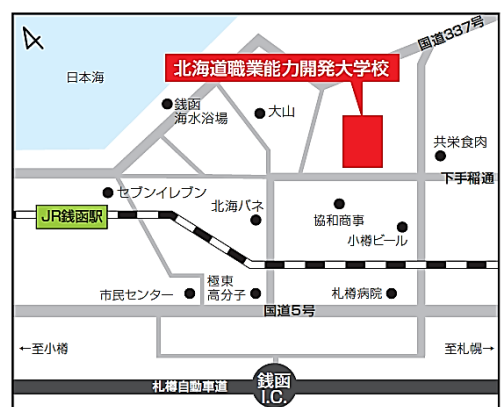 国道337号
日本海
北海道職業能力開発大学校
銭函
海水浴場
大山
共栄食肉
下手稲通
セブンイレブン
JR銭函駅
北海バネ
協和商事
小樽ビール
市民センター
極東
高分子
札樽病院
国道5号
←至小樽
至札幌→
札樽自動車道
銭函
I.C.